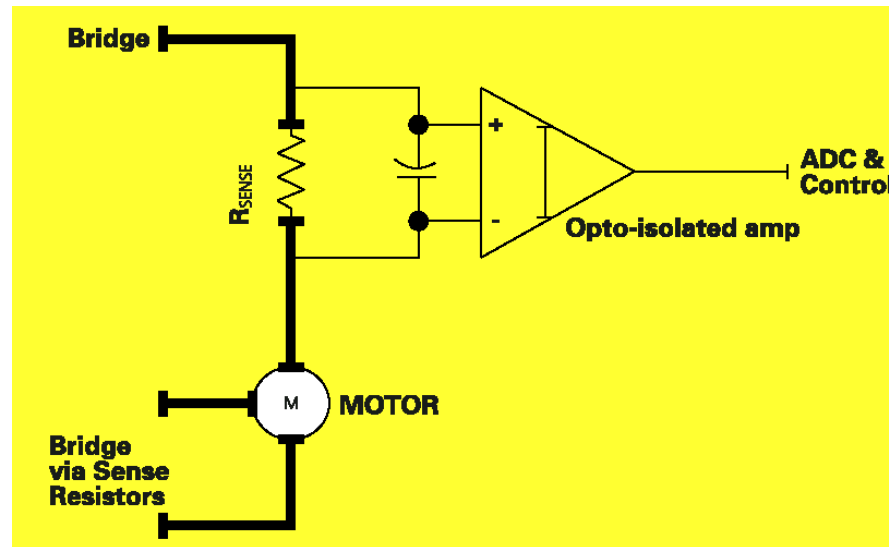 Bridge
RSENSE
+
-
Opto-isolated amp
ADC &
Control
M
MOTOR
Bridge
via Sense
Resistors